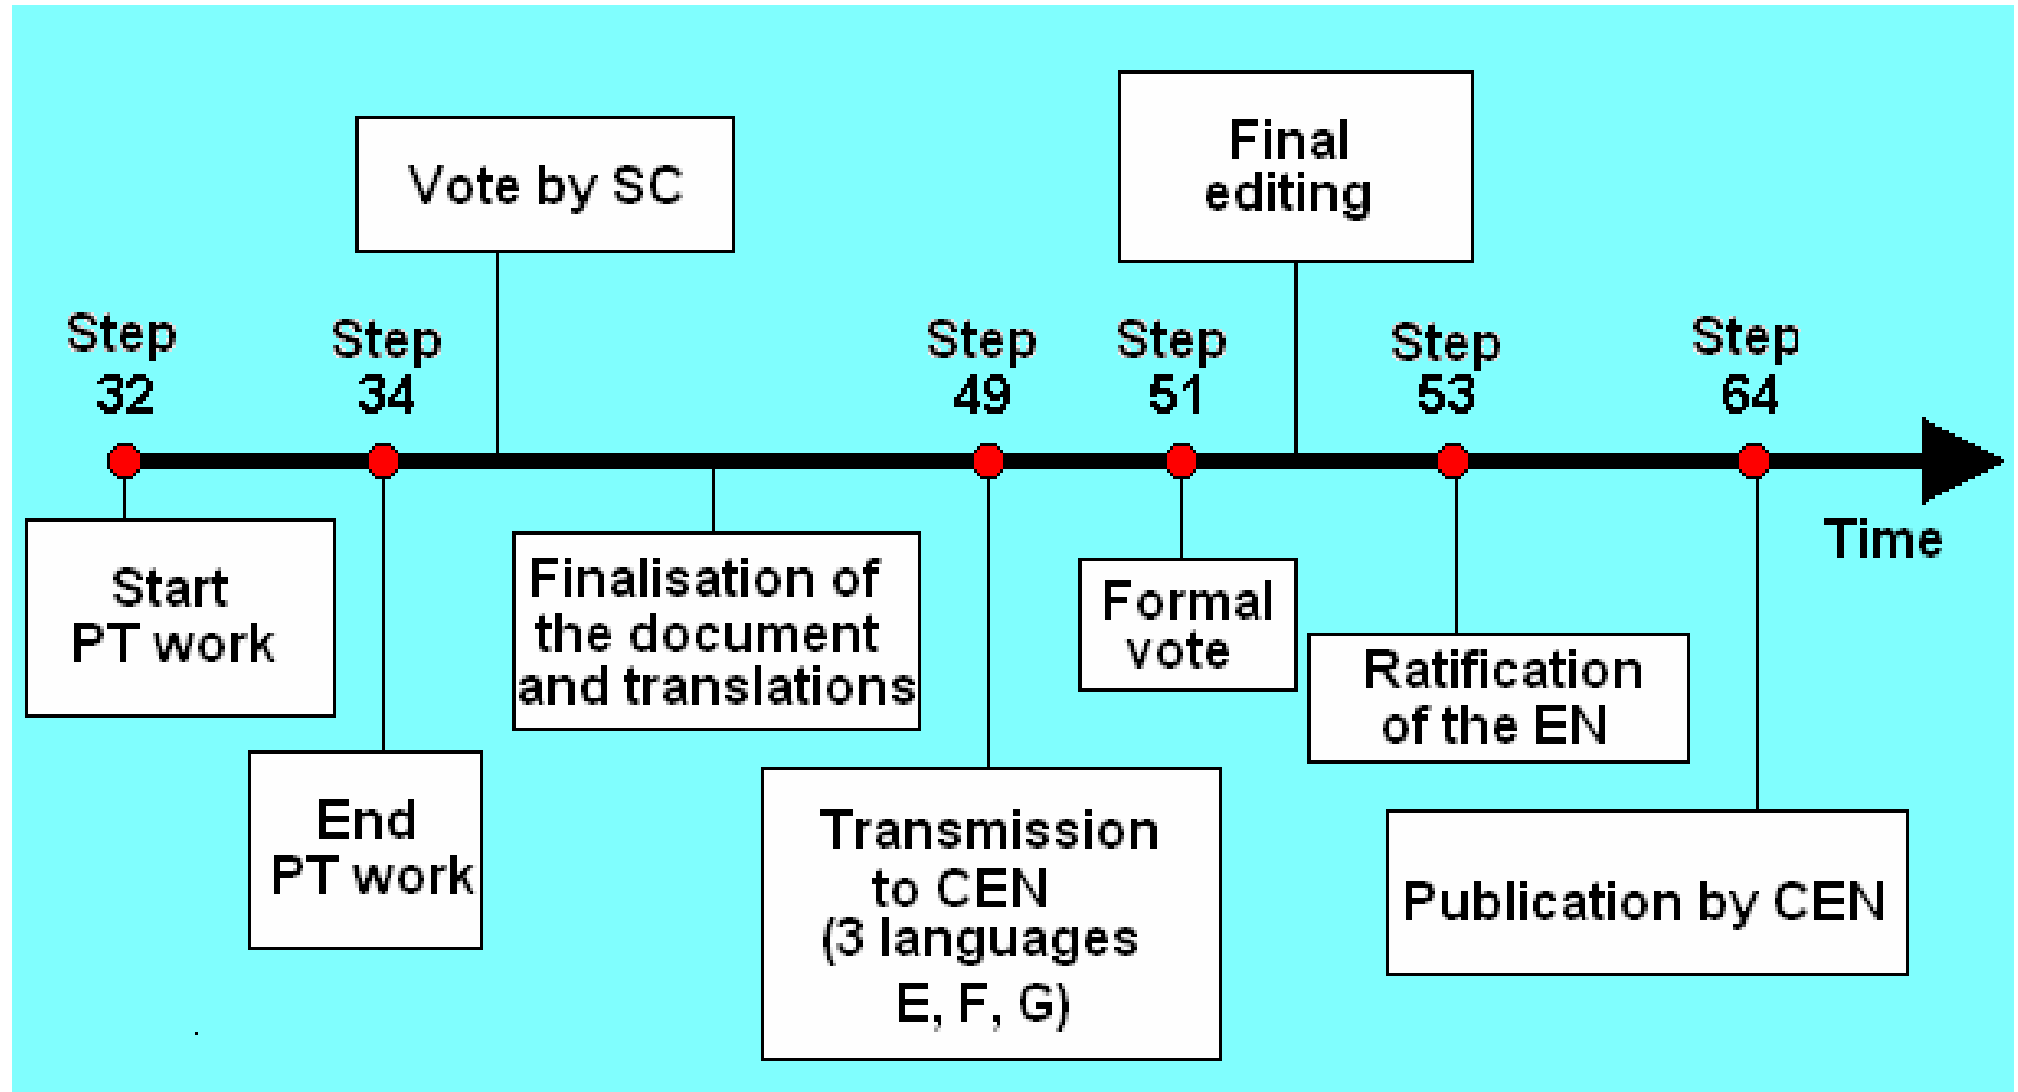 Vote by SC
Final
editing
Step
32
Step
34
Step
49
Step
51
Step
53
Step
64
Time
Start
PT work
End
PT work
Finalisation of
the document
and translations
Transmission
to CEN
(3 languages
E, F, G)
Formal
vote
Ratification
of the EN
Publication by CEN